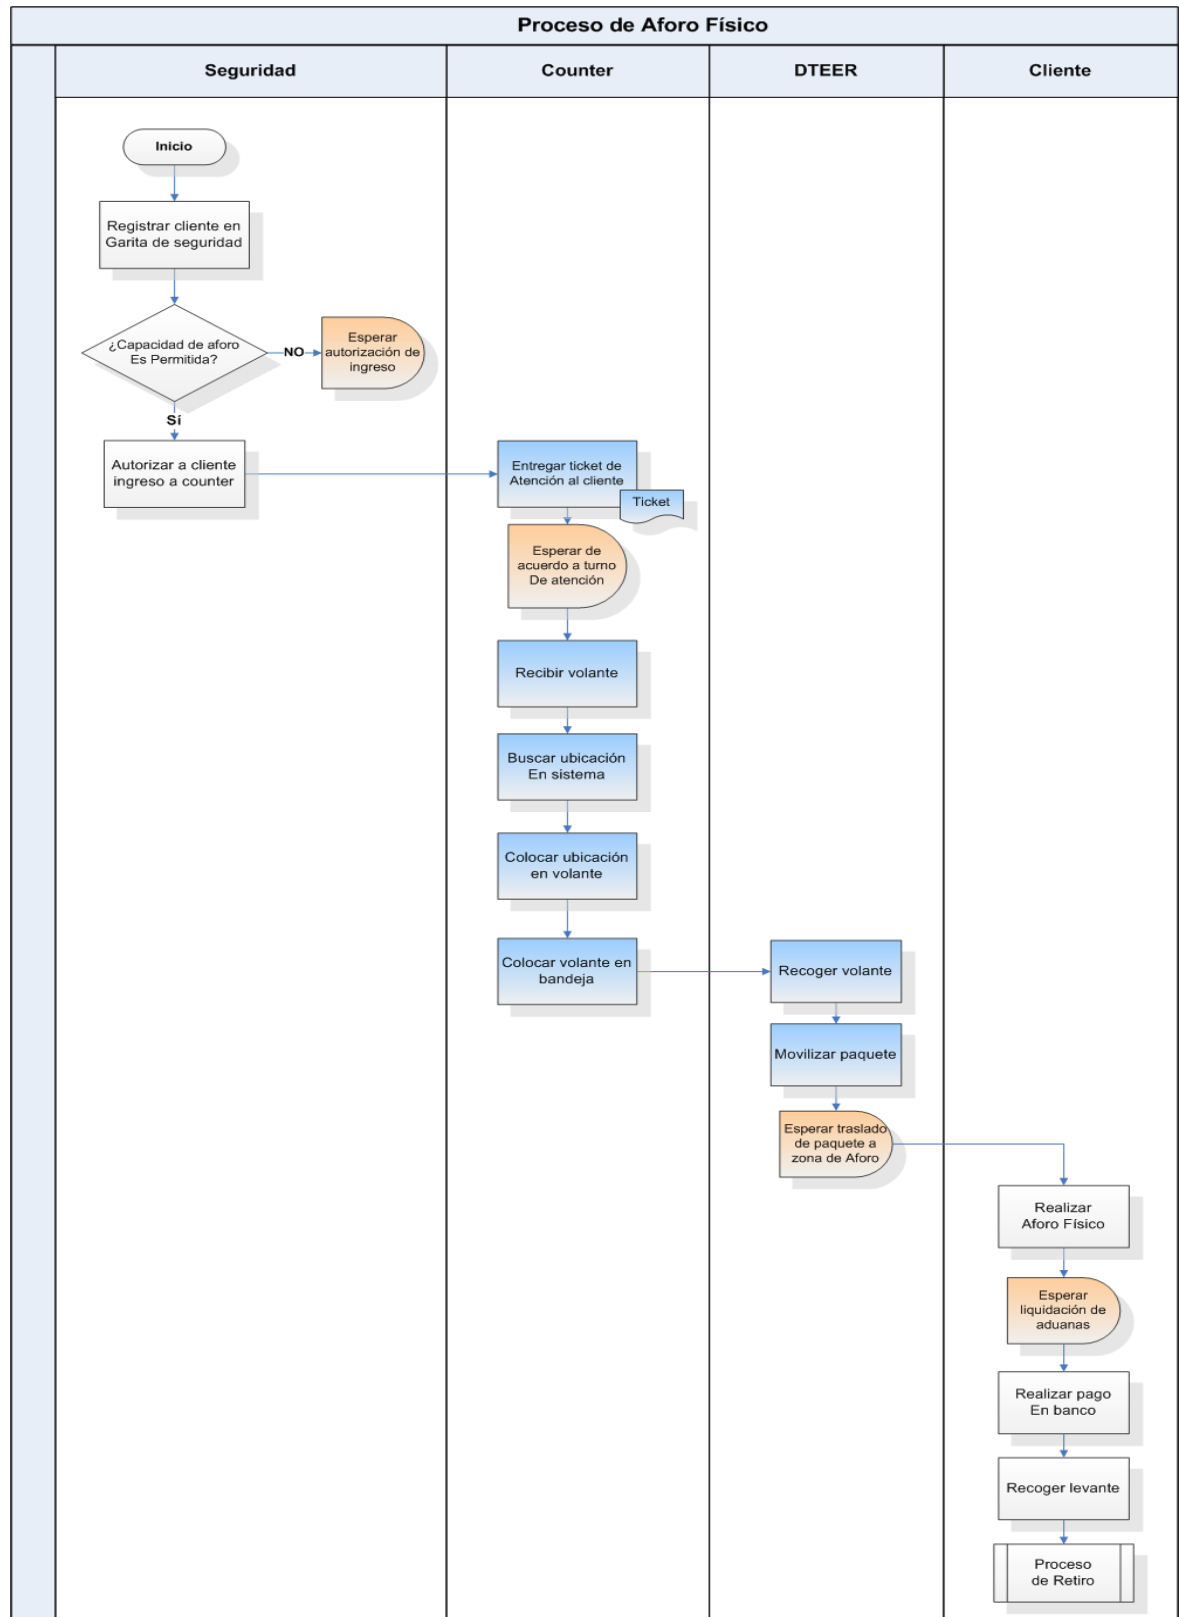 Proceso de Aforo Físico
Seguridad
Counter
DTEER
Cliente
Inicio
Registrar cliente en
Garita de seguridad
¿Capacidad de aforo
Es Permitida?
NO
Esperar
autorización de
ingreso
Sí
Autorizar a cliente
ingreso a counter
Entregar ticket de
Atención al cliente
Ticket
Esperar de
acuerdo a turno
De atención
Recibir volante
Buscar ubicación
En sistema
Colocar ubicación
en volante
Colocar volante en
bandeja
Recoger volante
Movilizar paquete
Esperar traslado
de paquete a
zona de Aforo
Realizar
Aforo Físico
Esperar
liquidación de
aduanas
Realizar pago
En banco
Recoger levante
Proceso
de Retiro